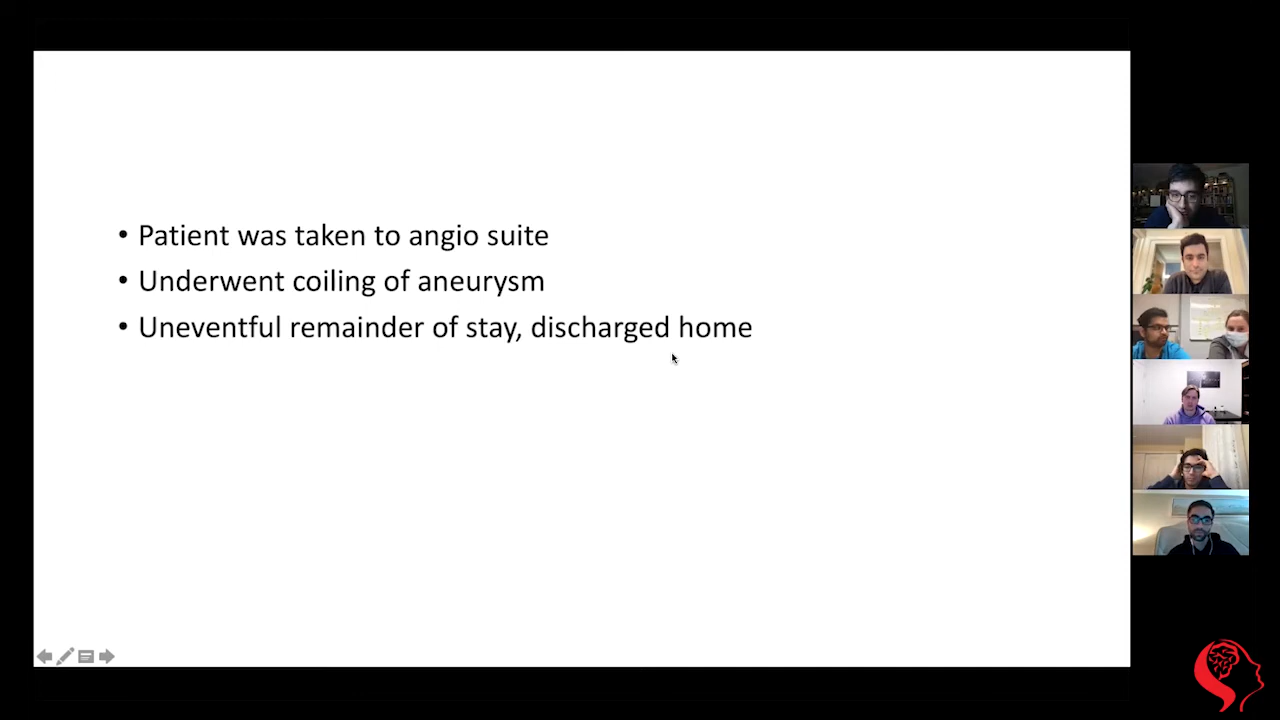 • Patient was taken to angio suite
• Underwent coiling of aneurysm
• Uneventful remainder of stay, discharged home